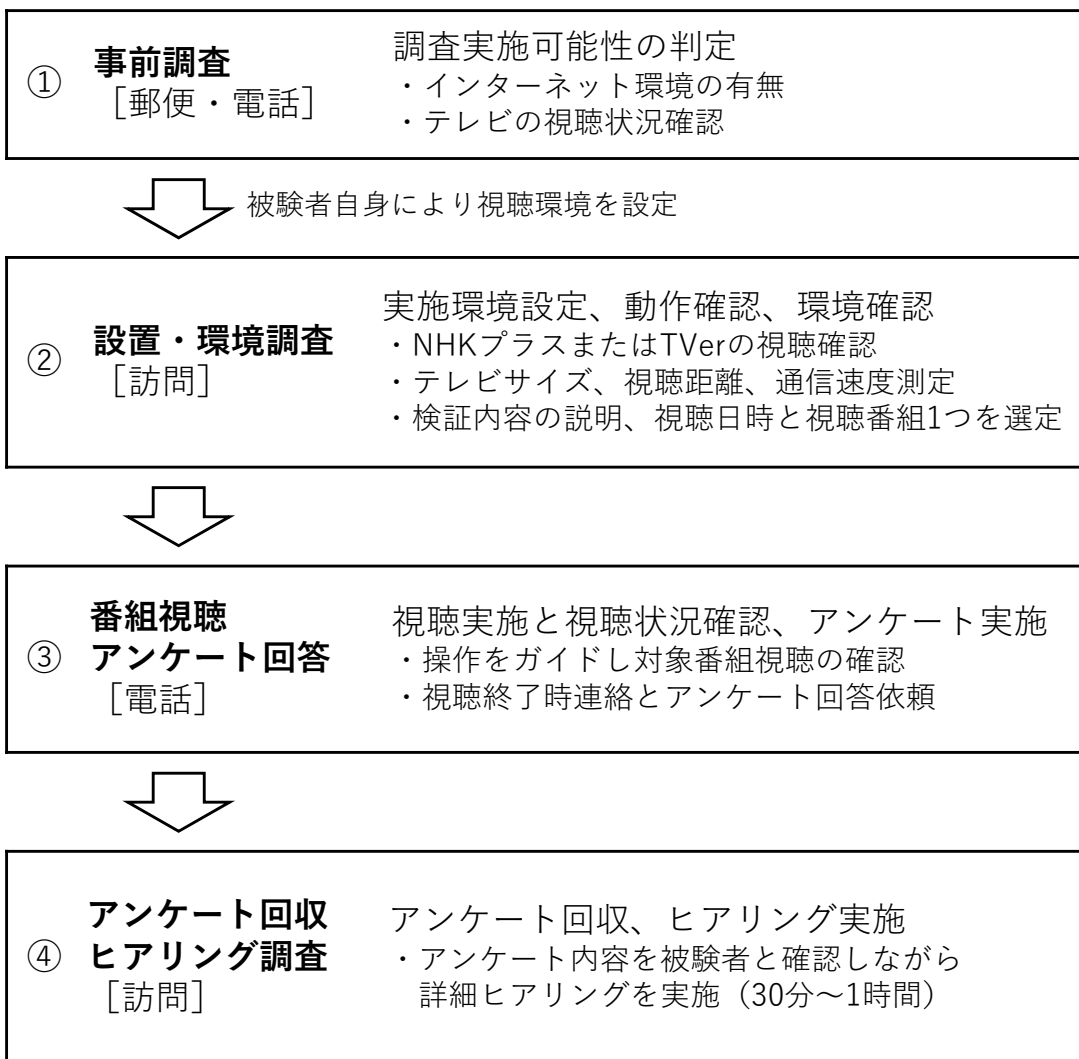 ① 事前調査
[郵便・電話]
調査実施可能性の判定
・インターネット環境の有無
・テレビの視聴状況確認
被験者自身により視聴環境を設定
② 設置・環境調査
[訪問]
実施環境設定、動作確認、環境確認
・NHKプラスまたはTVerの視聴確認
・テレビサイズ、視聴距離、通信速度測定
・検証内容の説明、視聴日時と視聴番組1つを選定
番組視聴
③ アンケート回答
[電話]
視聴実施と視聴状況確認、アンケート実施
・操作をガイドし対象番組視聴の確認
・視聴終了時連絡とアンケート回答依頼
アンケート回収
④ ヒアリング調査
[訪問]
アンケート回収、ヒアリング実施
・アンケート内容を被験者と確認しながら
詳細ヒアリングを実施（30分～1時間）